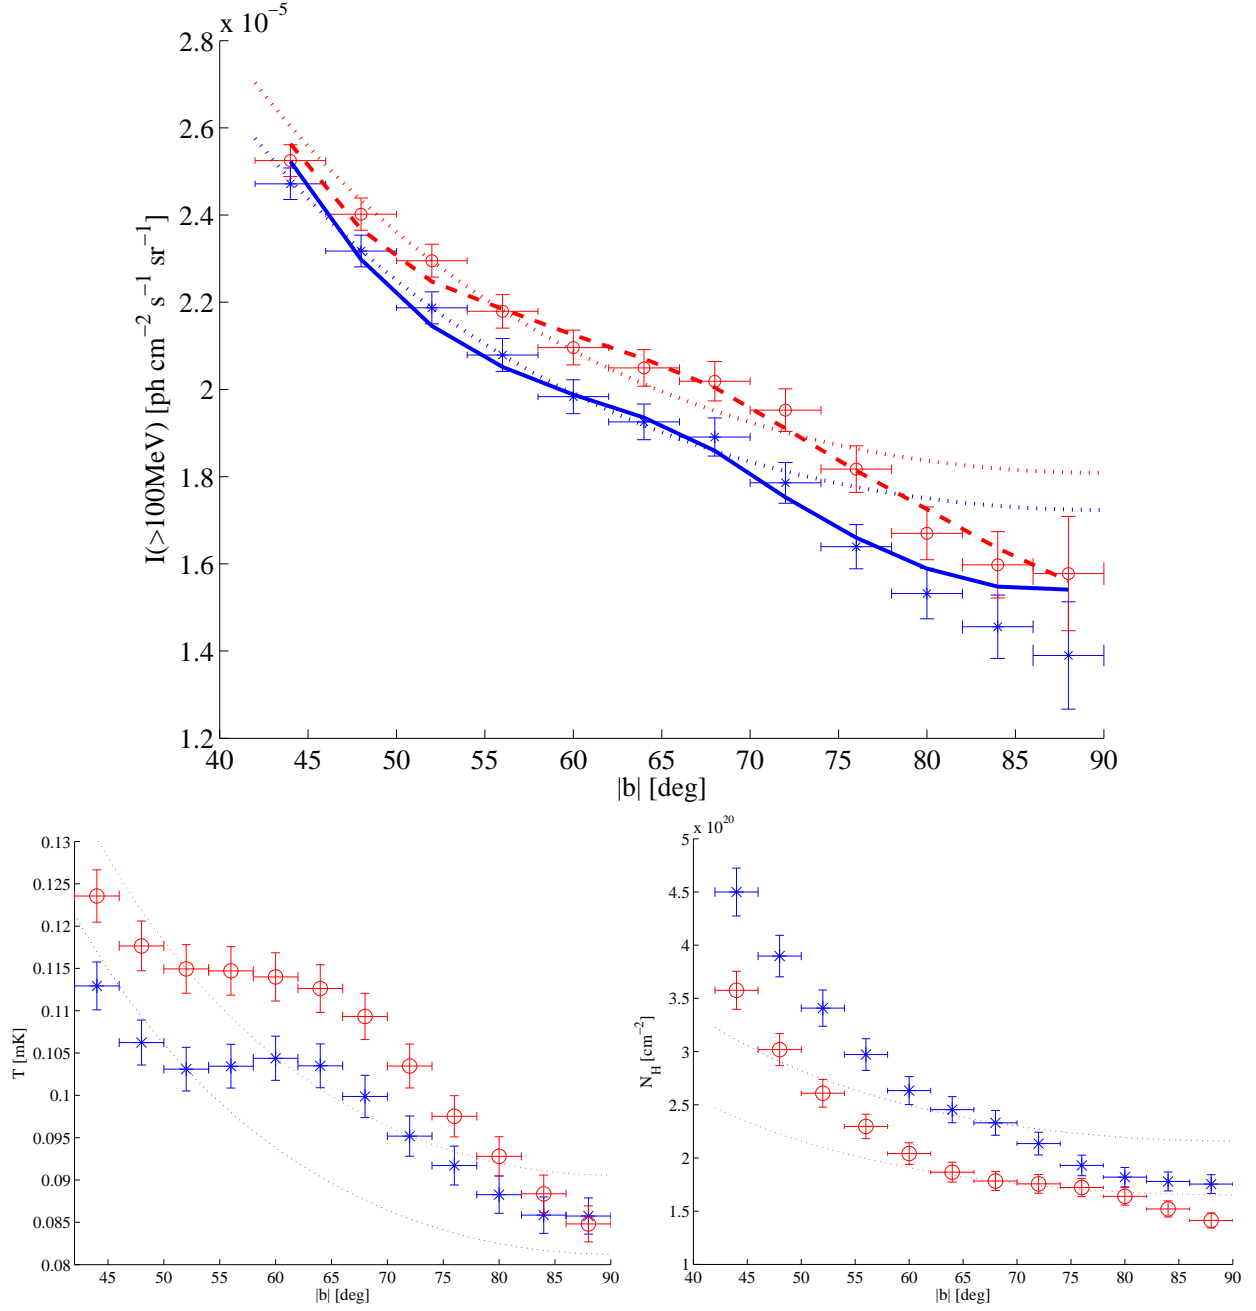 x 10⁻⁵
2.8
2.6
2.4
2.2
2
1.8
1.6
1.4
1.2
I(>100MeV) [ph cm⁻² s⁻¹ sr⁻¹]
40 45 50 55 60 65 70 75 80 85 90
|b| [deg]
0.13
0.125
0.12
0.115
0.11
0.105
0.1
0.095
0.09
0.085
0.08
T [mK]
45 50 55 60 65 70 75 80 85 90
|b| [deg]
x 10²⁰
5
4.5
4
3.5
3
2.5
2
1.5
1
N_H [cm⁻²]
40 45 50 55 60 65 70 75 80 85 90
|b| [deg]